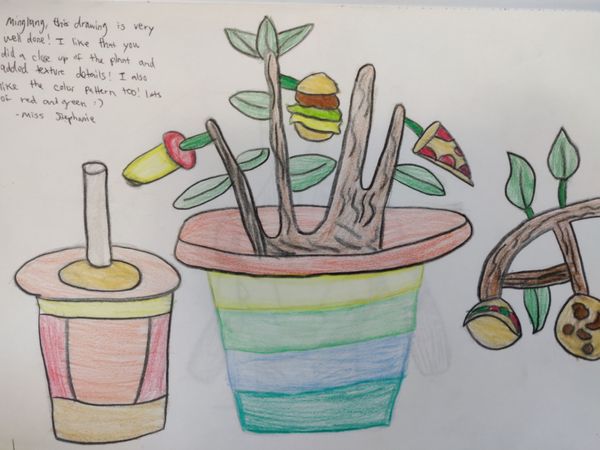 Minglang, this drawing is very
well done! I like that you
did a close up of the plant and
added texture details! I also
like the color pattern too! lots
of red and green :)
- Miss Stephanie